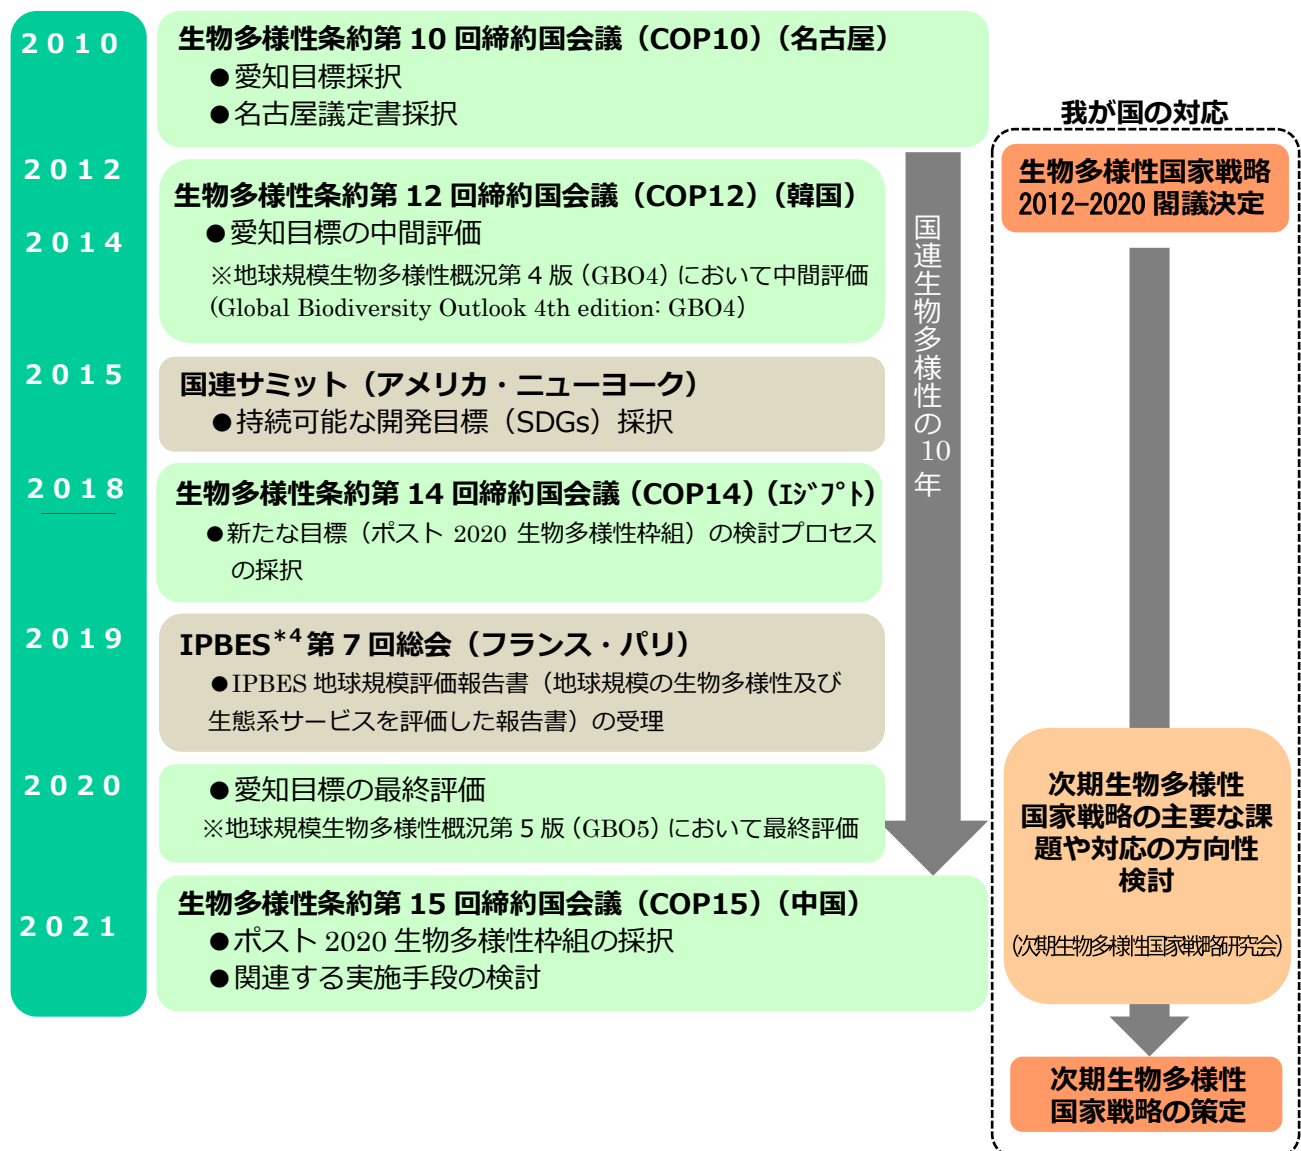 2010
生物多様性条約第 10 回締約国会議（COP10）（名古屋）
●愛知目標採択
●名古屋議定書採択
2012
2014
生物多様性条約第 12 回締約国会議（COP12）（韓国）
●愛知目標の中間評価
※地球規模生物多様性概況第 4 版（GBO4）において中間評価
(Global Biodiversity Outlook 4th edition: GBO4)
2015
国連サミット（アメリカ・ニューヨーク）
●持続可能な開発目標（SDGs）採択
2018
生物多様性条約第 14 回締約国会議（COP14）（ｴｼﾞﾌﾟﾄ）
●新たな目標（ポスト 2020 生物多様性枠組）の検討プロセス
の採択
2019
IPBES*4 第 7 回総会（フランス・パリ）
●IPBES 地球規模評価報告書（地球規模の生物多様性及び
生態系サービスを評価した報告書）の受理
2020
●愛知目標の最終評価
※地球規模生物多様性概況第 5 版（GBO5）において最終評価
2021
生物多様性条約第 15 回締約国会議（COP15）（中国）
●ポスト 2020 生物多様性枠組の採択
●関連する実施手段の検討
国連生物多様性の10年
我が国の対応
生物多様性国家戦略
2012-2020 閣議決定
次期生物多様性
国家戦略の主要な課
題や対応の方向性
検討
（次期生物多様性国家戦略研究会）
次期生物多様性
国家戦略の策定